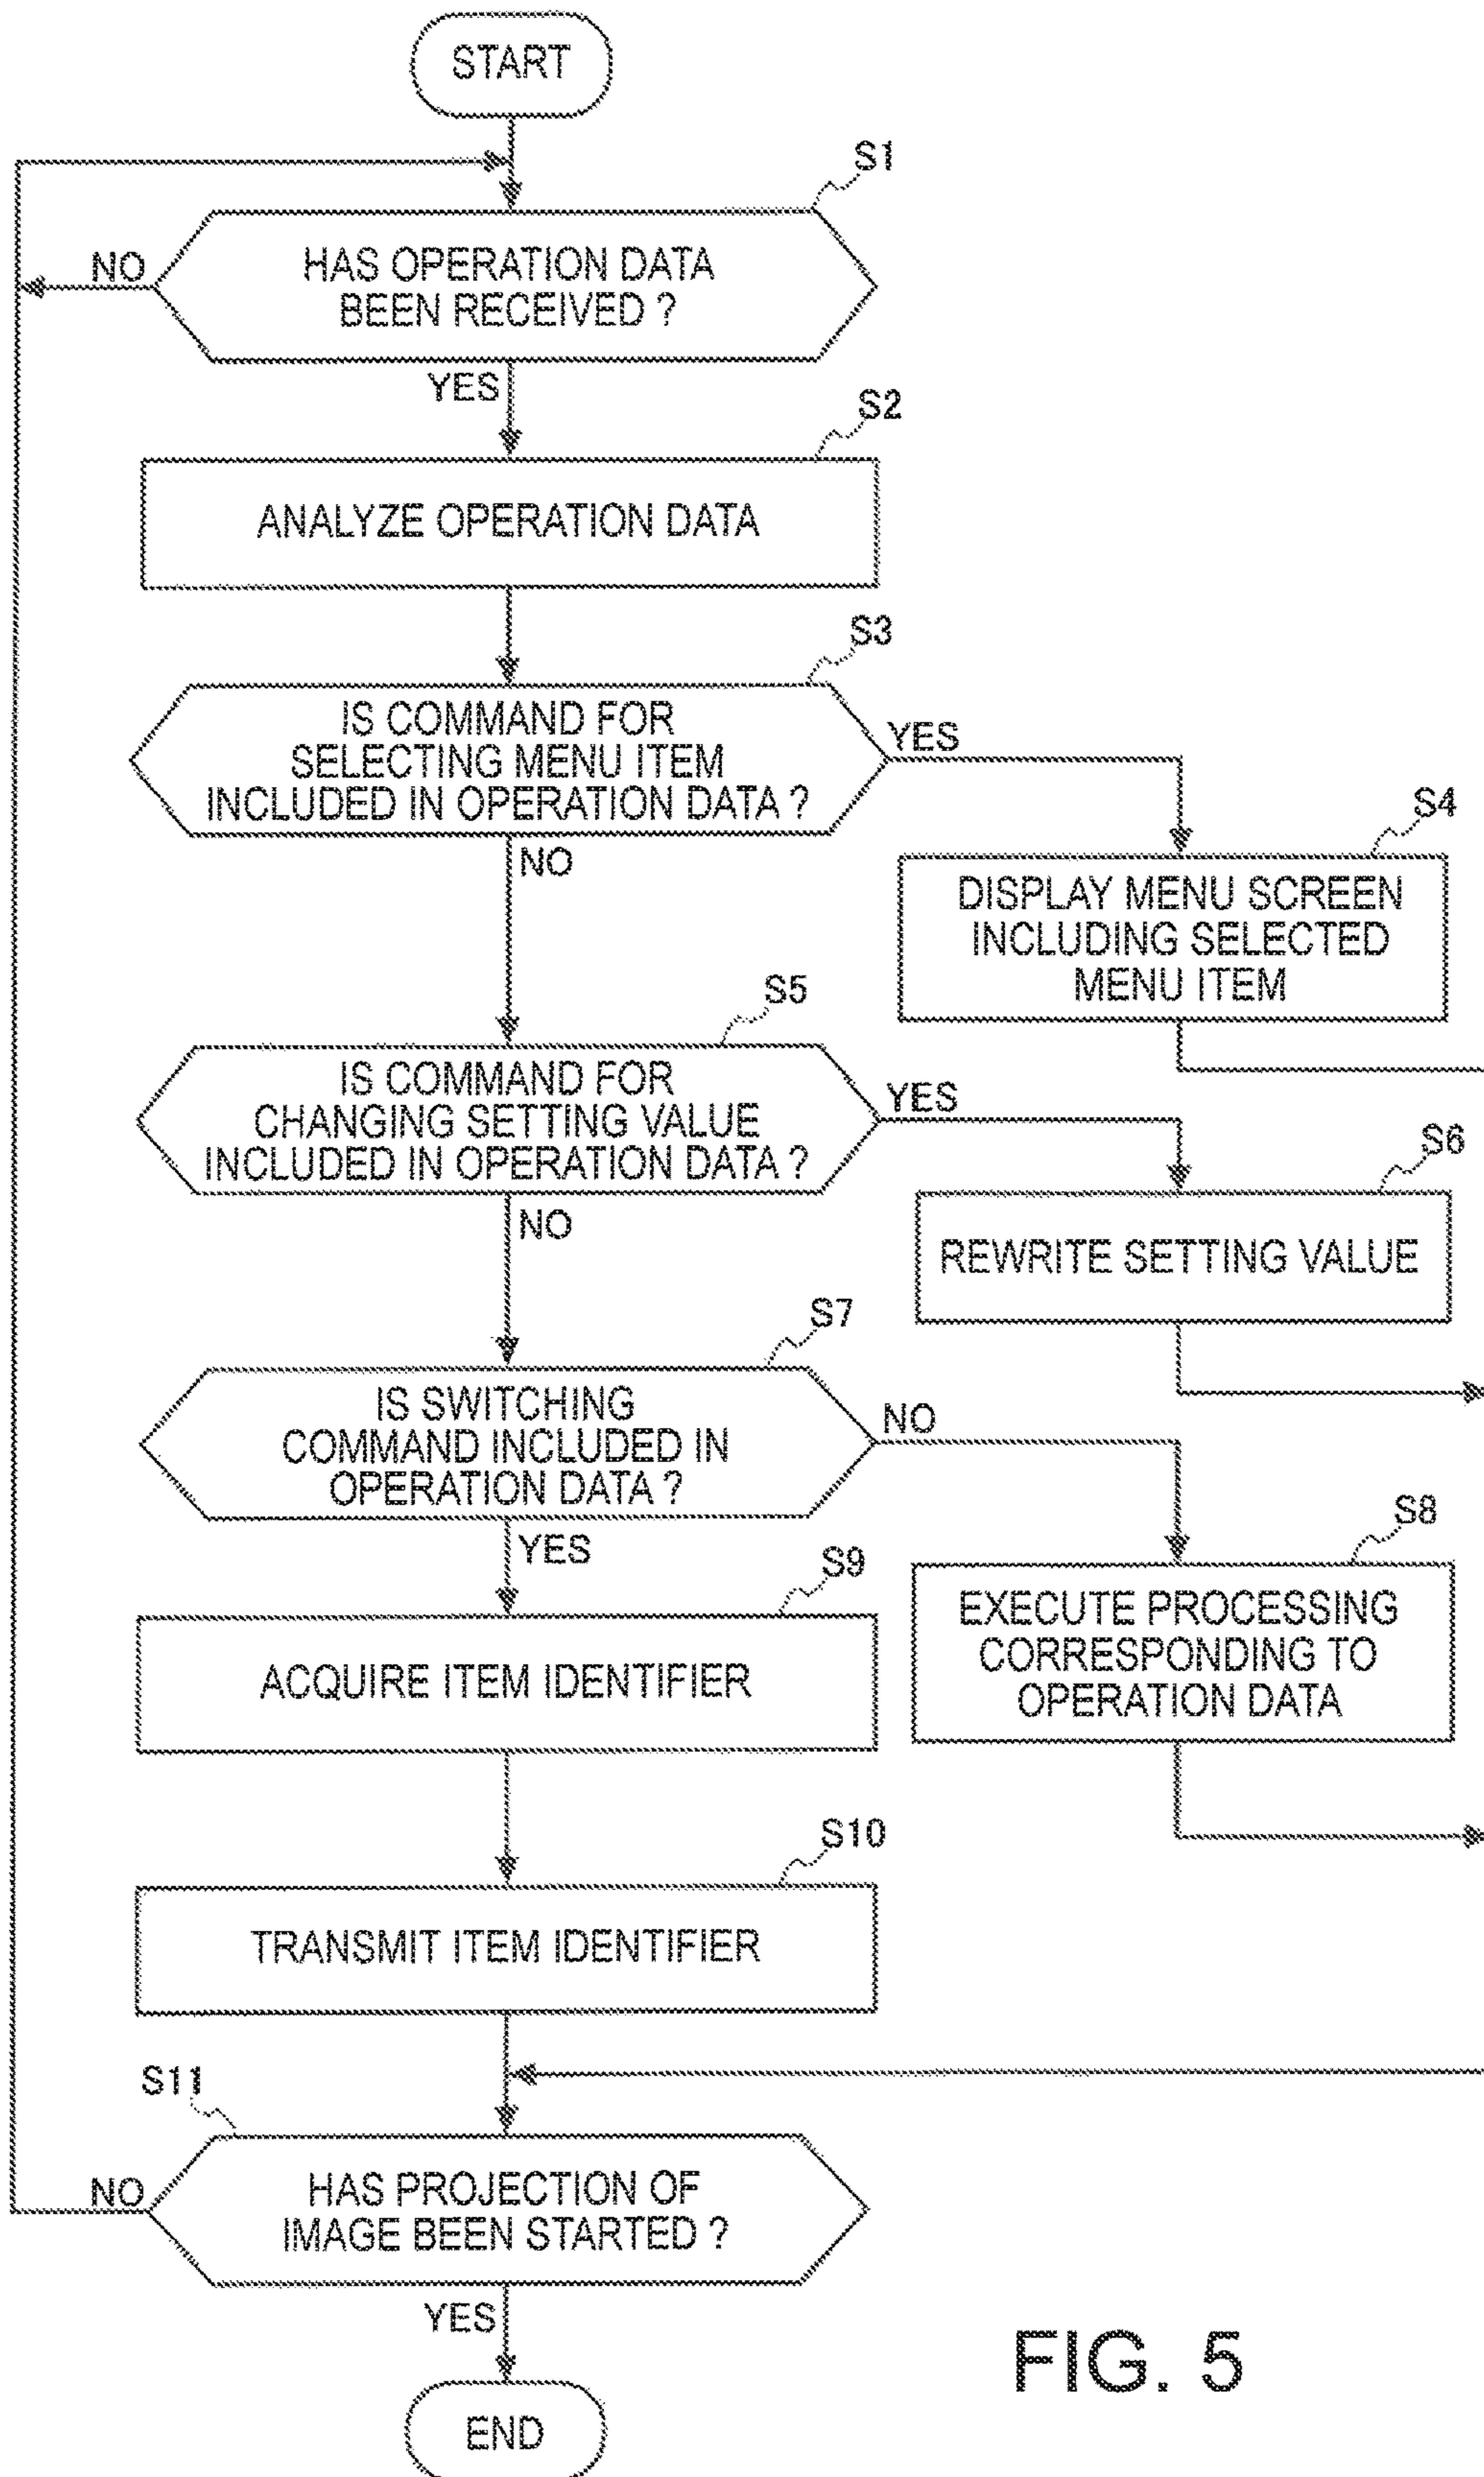 START
S1
HAS OPERATION DATA
BEEN RECEIVED ?
NO
YES
S2
ANALYZE OPERATION DATA
S3
IS COMMAND FOR
SELECTING MENU ITEM
INCLUDED IN OPERATION DATA ?
YES
NO
S4
DISPLAY MENU SCREEN
INCLUDING SELECTED
MENU ITEM
S5
IS COMMAND FOR
CHANGING SETTING VALUE
INCLUDED IN OPERATION DATA ?
YES
NO
S6
REWRITE SETTING VALUE
S7
IS SWITCHING
COMMAND INCLUDED IN
OPERATION DATA ?
NO
YES
S8
EXECUTE PROCESSING
CORRESPONDING TO
OPERATION DATA
S9
ACQUIRE ITEM IDENTIFIER
S10
TRANSMIT ITEM IDENTIFIER
S11
HAS PROJECTION OF
IMAGE BEEN STARTED ?
NO
YES
END
FIG. 5